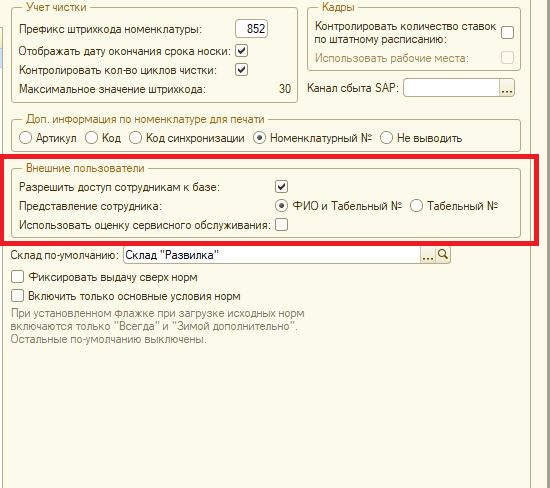 Учет чистки
Префикс штрихкода номенклатуры: 852
Отображать дату окончания срока носки:
Контролировать кол-во циклов чистки:
Максимальное значение штрихкода: 30
Кадры
Контролировать количество ставок
по штатному расписанию:
Использовать рабочие места:
Канал сбыта SAP: ...
Доп. информация по номенклатуре для печати
Артикул Код Код синхронизации Номенклатурный № Не выводить
Внешние пользователи
Разрешить доступ сотрудникам к базе:
Представление сотрудника: ФИО и Табельный № Табельный №
Использовать оценку сервисного обслуживания:
Склад по-умолчанию: Склад "Развилка" ...
Фиксировать выдачу сверх норм
Включить только основные условия норм
При установленном флажке при загрузке исходных норм
включаются только "Всегда" и "Зимой дополнительно".
Остальные по-умолчанию выключены.